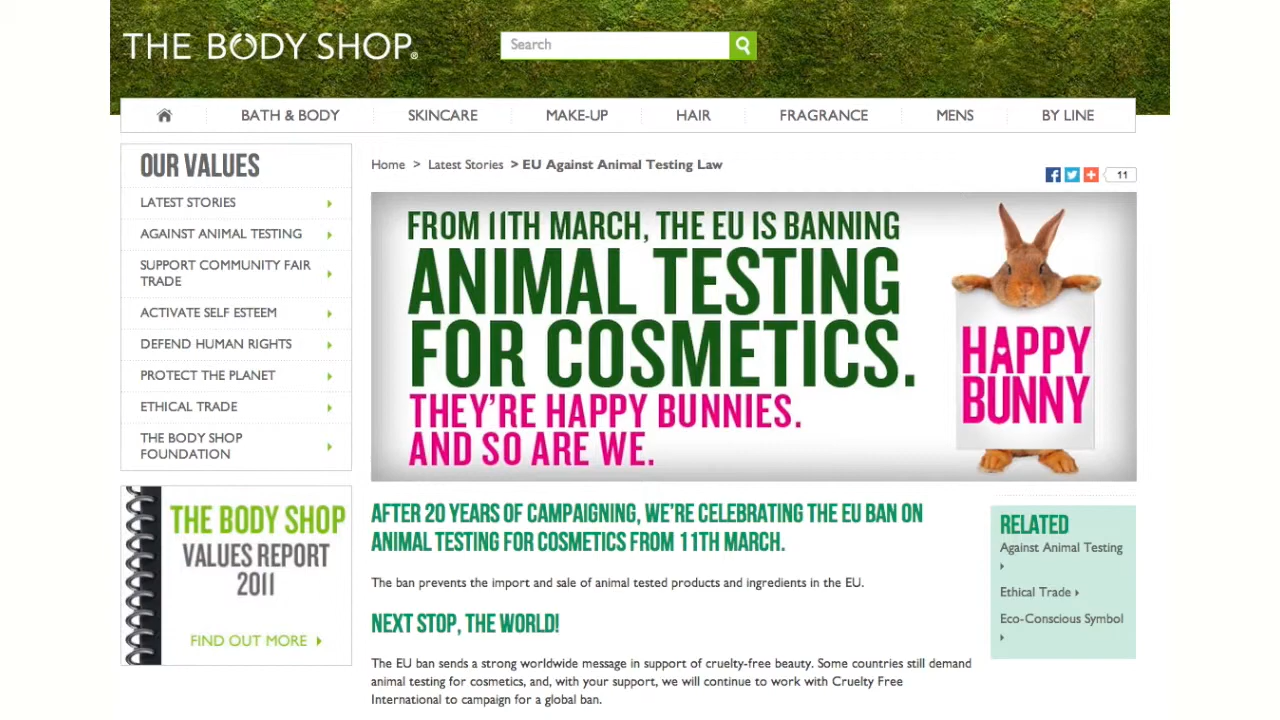 THE BODY SHOP®
Search
BATH & BODY
SKINCARE
MAKE-UP
HAIR
FRAGRANCE
MENS
BY LINE
OUR VALUES
LATEST STORIES
AGAINST ANIMAL TESTING
SUPPORT COMMUNITY FAIR
TRADE
ACTIVATE SELF ESTEEM
DEFEND HUMAN RIGHTS
PROTECT THE PLANET
ETHICAL TRADE
THE BODY SHOP
FOUNDATION
THE BODY SHOP
VALUES REPORT
2011
FIND OUT MORE
Home > Latest Stories > EU Against Animal Testing Law
11
FROM 11TH MARCH, THE EU IS BANNING
ANIMAL TESTING
FOR COSMETICS.
THEY'RE HAPPY BUNNIES.
AND SO ARE WE.
HAPPY
BUNNY
AFTER 20 YEARS OF CAMPAIGNING, WE'RE CELEBRATING THE EU BAN ON
ANIMAL TESTING FOR COSMETICS FROM 11TH MARCH.
The ban prevents the import and sale of animal tested products and ingredients in the EU.
NEXT STOP, THE WORLD!
The EU ban sends a strong worldwide message in support of cruelty-free beauty. Some countries still demand
animal testing for cosmetics, and, with your support, we will continue to work with Cruelty Free
International to campaign for a global ban.
RELATED
Against Animal Testing
Ethical Trade
Eco-Conscious Symbol